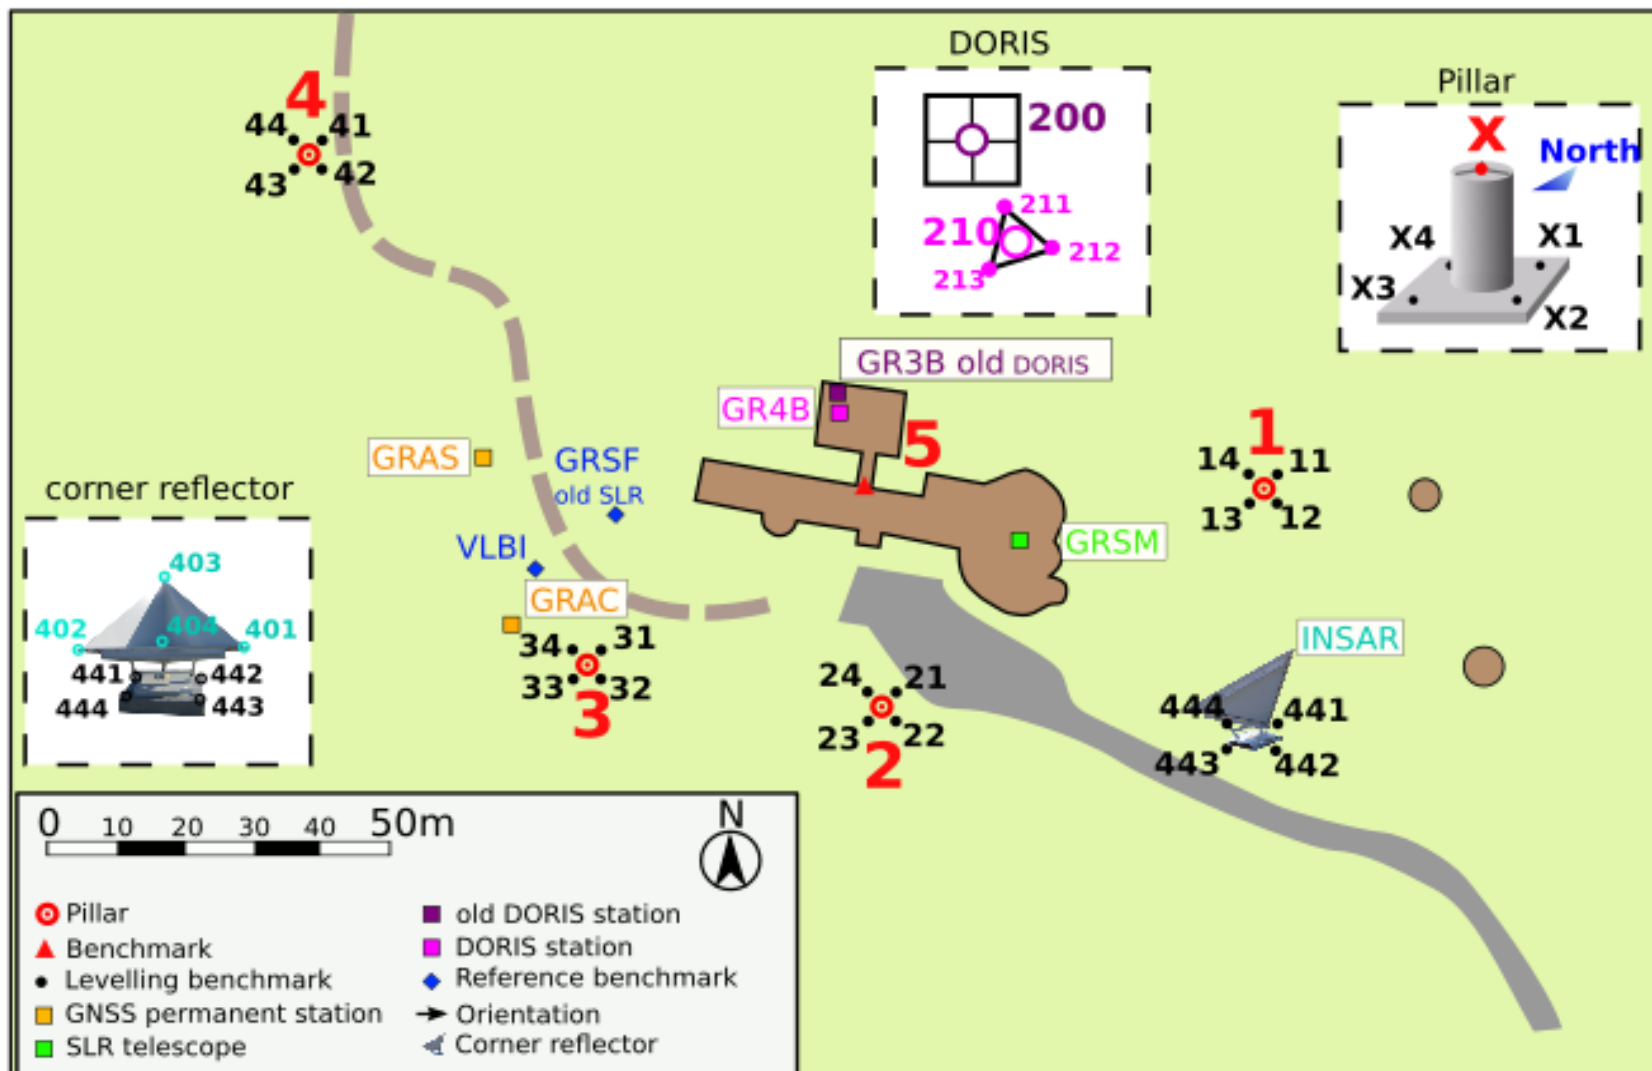 DORIS
200
211
210
212
213
Pillar
X
North
X4
X1
X3
X2
4
44
41
43
42
GR3B old DORIS
GR4B
5
GRAS
GRSF
old SLR
VLBI
GRAC
GRSM
1
14
11
13
12
corner reflector
403
402
404
401
441
442
444
443
34
31
33
32
3
24
21
23
22
2
INSAR
444
441
443
442
0 10 20 30 40 50m
N
Pillar
Benchmark
Levelling benchmark
GNSS permanent station
SLR telescope
old DORIS station
DORIS station
Reference benchmark
Orientation
Corner reflector